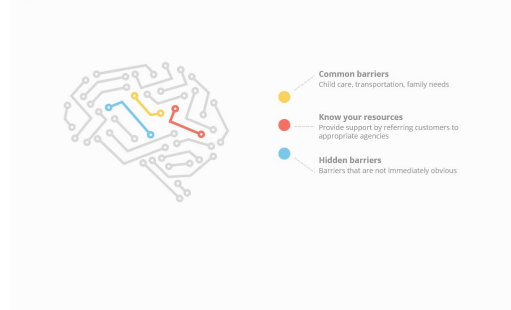 Common barriers
Child care, transportation, family needs
Know your resources
Provide support by referring customers to
appropriate agencies
Hidden barriers
Barriers that are not immediately obvious